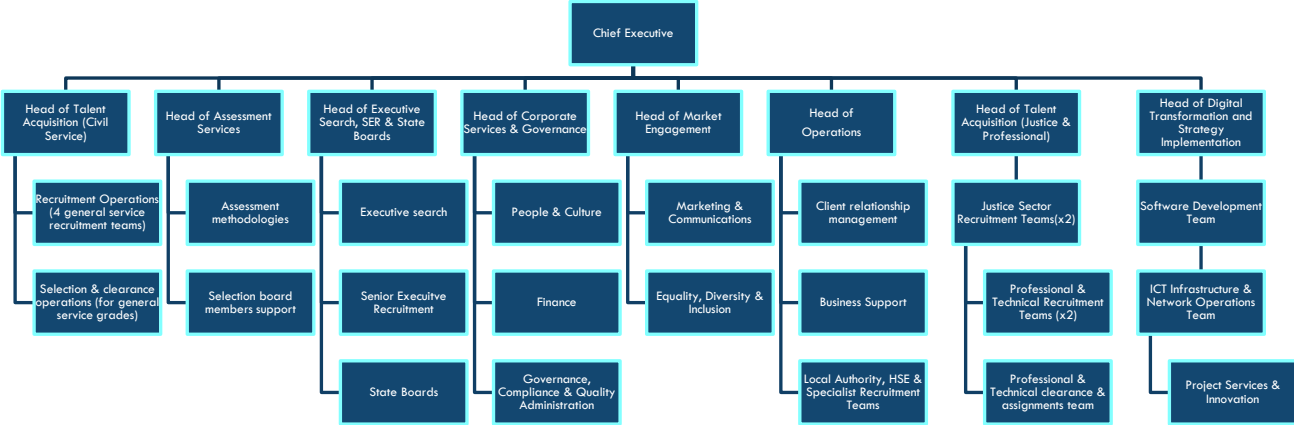 Chief Executive
Head of Talent
Acquisition (Civil
Service)
Head of Assessment
Services
Head of Executive
Search, SER & State
Boards
Head of Corporate
Services & Governance
Head of Market
Engagement
Head of
Operations
Head of Talent
Acquisition (Justice &
Professional)
Head of Digital
Transformation and
Strategy
Implementation
Recruitment Operations
(4 general service
recruitment teams)
Assessment
methodologies
Executive search
People & Culture
Marketing &
Communications
Client relationship
management
Justice Sector
Recruitment Teams(x2)
Software Development
Team
Selection & clearance
operations (for general
service grades)
Selection board
members support
Senior Execuitve
Recruitment
Finance
Equality, Diversity &
Inclusion
Business Support
Professional &
Technical Recruitment
Teams (x2)
ICT Infrastructure &
Network Operations
Team
State Boards
Governance,
Compliance & Quality
Administration
Local Authority, HSE &
Specialist Recruitment
Teams
Professional &
Technical clearance &
assignments team
Project Services &
Innovation